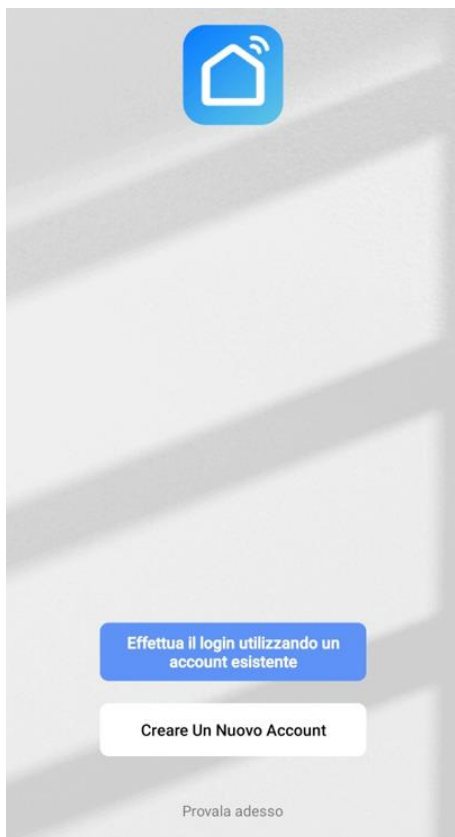 Effettua il login utilizzando un
account esistente
Creare Un Nuovo Account
Provala adesso